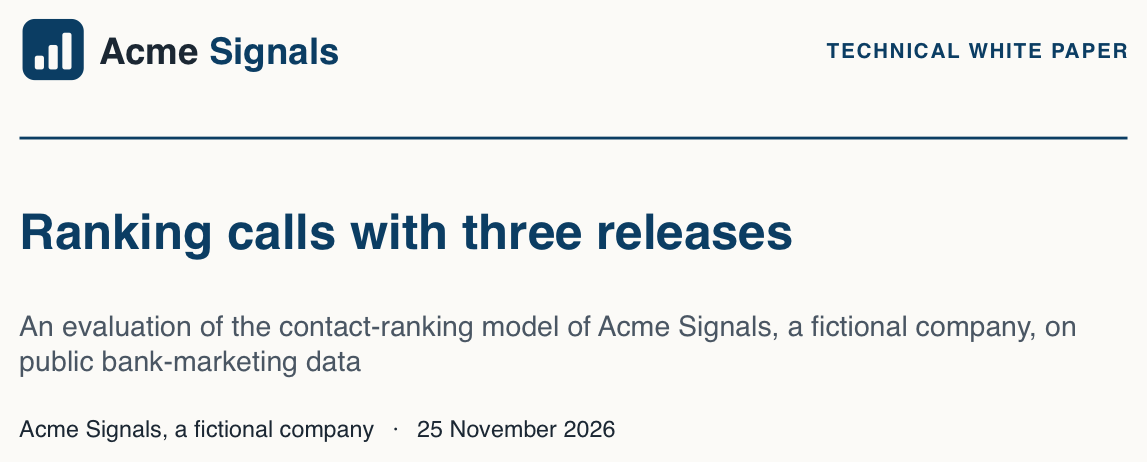 Acme Signals
TECHNICAL WHITE PAPER
Ranking calls with three releases
An evaluation of the contact-ranking model of Acme Signals, a fictional company, on
public bank-marketing data
Acme Signals, a fictional company · 25 November 2026